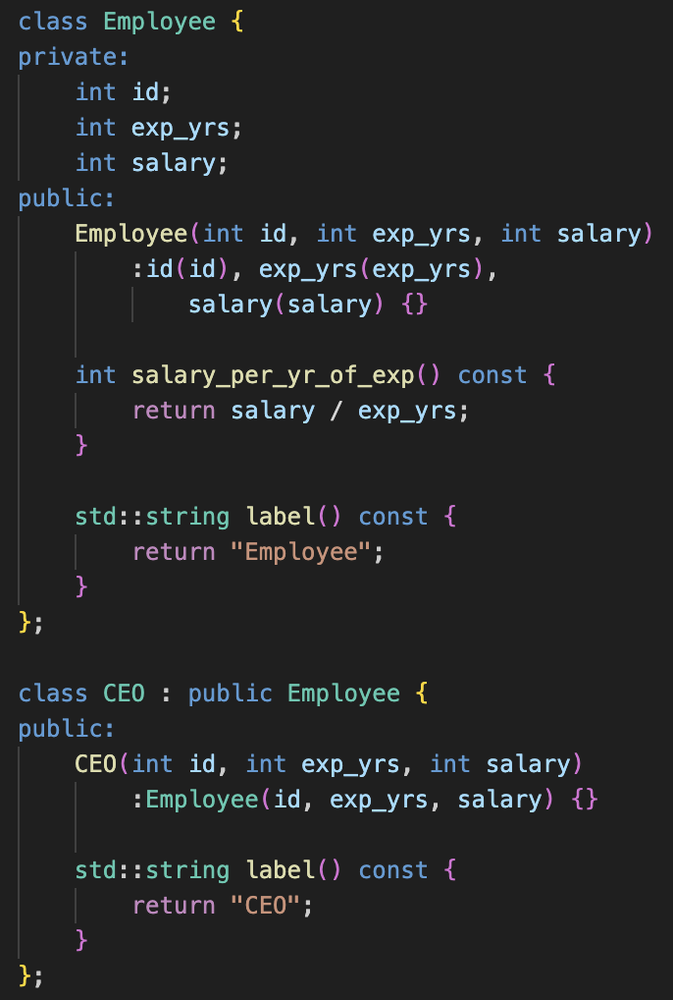 class Employee {
private:
    int id;
    int exp_yrs;
    int salary;
public:
    Employee(int id, int exp_yrs, int salary)
        :id(id), exp_yrs(exp_yrs),
            salary(salary) {}

    int salary_per_yr_of_exp() const {
        return salary / exp_yrs;
    }

    std::string label() const {
        return "Employee";
    }
};

class CEO : public Employee {
public:
    CEO(int id, int exp_yrs, int salary)
        :Employee(id, exp_yrs, salary) {}

    std::string label() const {
        return "CEO";
    }
};